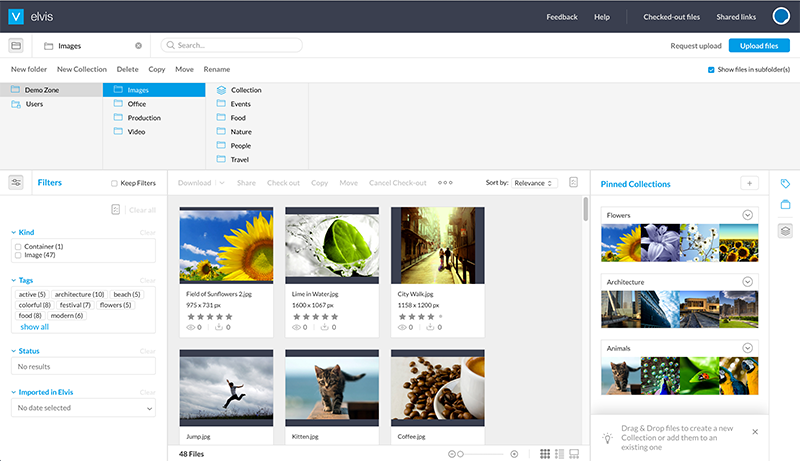 V elvis Feedback Help Checked-out files Shared links
Images Search... Request upload Upload files
New folder New Collection Delete Copy Move Rename Show files in subfolder(s)
Demo Zone Images Collection
Users Office Events
Production Food
Video Nature
People
Travel
Filters Keep Filters Download Share Check out Copy Move Cancel Check-out Sort by: Relevance Pinned Collections +
Clear all
Kind Clear
Container (1)
Image (47)
Tags Clear
active (5) architecture (10) beach (5)
colorful (8) festival (7) flowers (5)
food (8) modern (6)
show all
Status Clear
No results
Imported in Elvis Clear
No date selected
Field of Sunflowers 2.jpg Lime in Water.jpg City Walk.jpg
975 x 731 px 1600 x 1067 px 1158 x 1200 px
0 0 0 0 0 0
Jump.jpg Kitten.jpg Coffee.jpg
48 Files
Flowers
Architecture
Animals
Drag & Drop files to create a new
Collection or add them to an
existing one